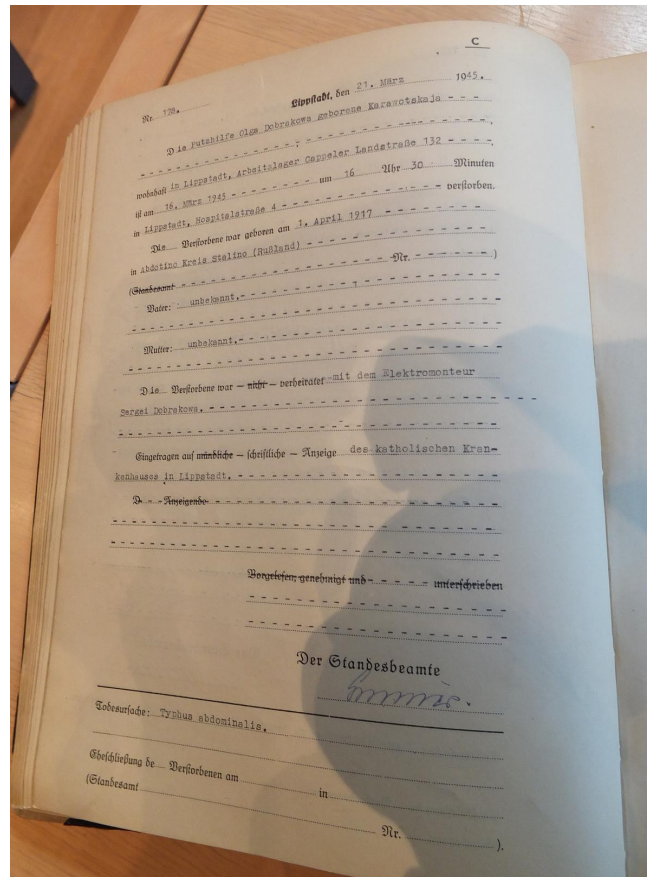 C
Nr. 178.
Lippstadt, den 21. März 1945.
Die Putzhilfe Olga Dobrakowa geborene Karawotskaja - - -
- - - - - - - - - - - - - - - - - - - - - - - - - - - - - ,
wohnhaft in Lippstadt, Arbeitslager Cappeler Landstraße 132 - - - - ,
ist am 16. März 1945 - - - - - - - um 16 Uhr 30 Minuten
in Lippstadt, Hospitalstraße 4 - - - - - - - - - - - - - verstorben.
Die Verstorbene war geboren am 1. April 1917 - - - - - - - -
in Abdotino Kreis Stalino (Rußland) - - - - - - - - - - - - -
(Standesamt - - - - - - - - - - - - - - - - Nr. - - - - - )
Vater: unbekannt.- - - - - - - - - - - - - - - - - - - -
- - - - - - - - - - - - - - - - - - - - - - - - - - - - -
Mutter: unbekannt.- - - - - - - - - - - - - - - - - - - -
- - - - - - - - - - - - - - - - - - - - - - - - - - - - -
Die Verstorbene war — nicht — verheiratet mit dem Elektromonteur
Sergei Dobrakowa. - - - - - - - - - - - - - - - - - - - - - - - -
- - - - - - - - - - - - - - - - - - - - - - - - - - - - -
Eingetragen auf mündliche — schriftliche — Anzeige des katholischen Kran-
kenhauses in Lippstadt. - - - - - - - - - - - - - - - - - - -
D - - Anzeigende - - - - - - - - - - - - - - - - - - - - -
- - - - - - - - - - - - - - - - - - - - - - - - - - - - -
- - - - - - - - - - - - - - - - - - - - - - - - - - - - -
Vorgelesen, genehmigt und - - - - - unterschrieben
- - - - - - - - - - - - - - - - - - -
- - - - - - - - - - - - - - - - - - -
Der Standesbeamte
Todesursache: Typhus abdominalis.
Eheschließung de Verstorbenen am in
(Standesamt Nr. ).